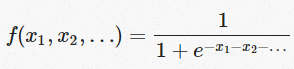 f(x₁, x₂, …) = 1 / (1 + e^(−x₁−x₂−⋯))